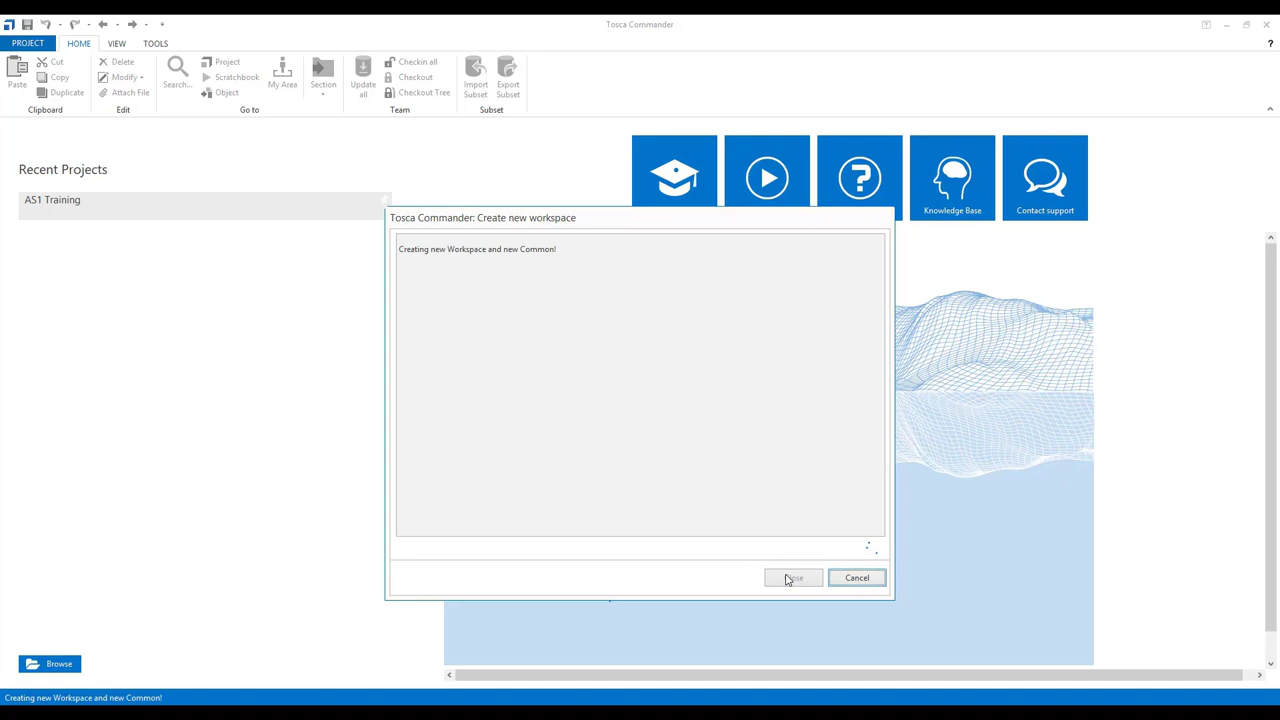 Tosca Commander
PROJECT HOME VIEW TOOLS
?
Paste
Cut
Copy
Duplicate
Clipboard
Delete
Modify
Attach File
Edit
Search...
Project
Scratchbook
Object
My Area
Section
Go to
Update all
Checkin all
Checkout
Checkout Tree
Team
Import Subset
Export Subset
Subset
Recent Projects
AS1 Training
?
Knowledge Base
Contact support
Tosca Commander: Create new workspace
Creating new Workspace and new Common!
Cancel
Browse
Creating new Workspace and new Common!